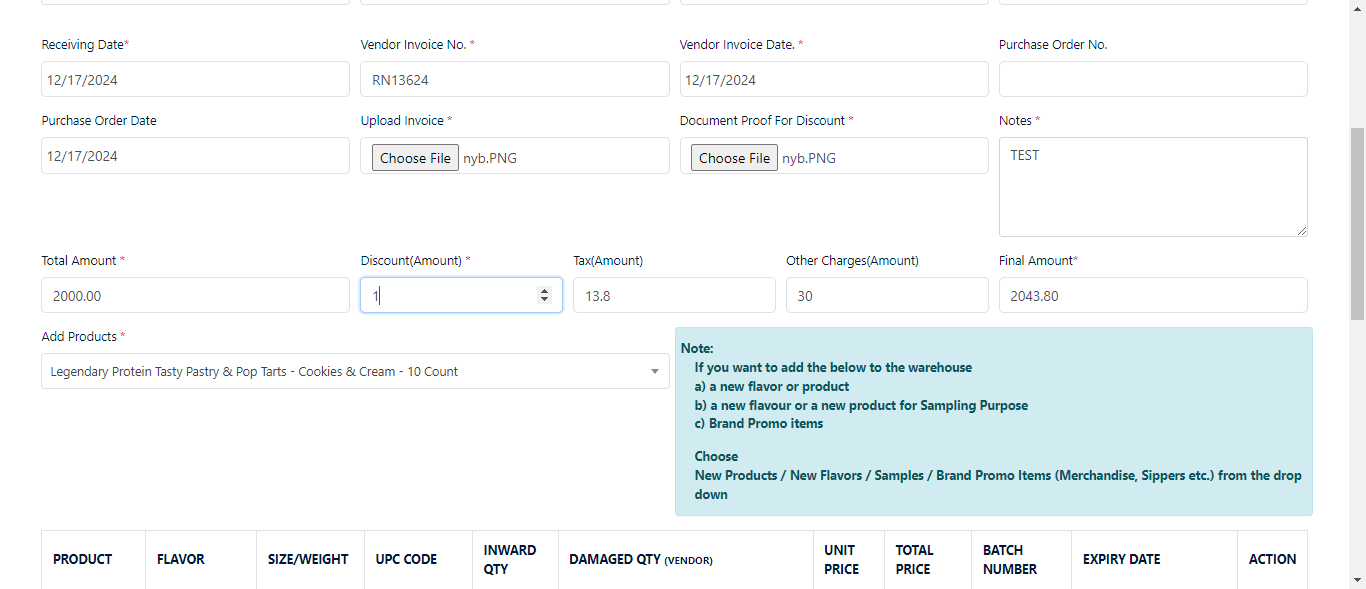 Receiving Date* Vendor Invoice No. * Vendor Invoice Date. * Purchase Order No.
12/17/2024 RN13624 12/17/2024
Purchase Order Date Upload Invoice * Document Proof For Discount * Notes *
12/17/2024 Choose File nyb.PNG Choose File nyb.PNG TEST
Total Amount * Discount(Amount) * Tax(Amount) Other Charges(Amount) Final Amount*
2000.00 1 13.8 30 2043.80
Add Products *
Legendary Protein Tasty Pastry & Pop Tarts - Cookies & Cream - 10 Count
Note:
If you want to add the below to the warehouse
a) a new flavor or product
b) a new flavour or a new product for Sampling Purpose
c) Brand Promo items
Choose
New Products / New Flavors / Samples / Brand Promo Items (Merchandise, Sippers etc.) from the drop
down
PRODUCT FLAVOR SIZE/WEIGHT UPC CODE INWARD QTY DAMAGED QTY (VENDOR) UNIT PRICE TOTAL PRICE BATCH NUMBER EXPIRY DATE ACTION